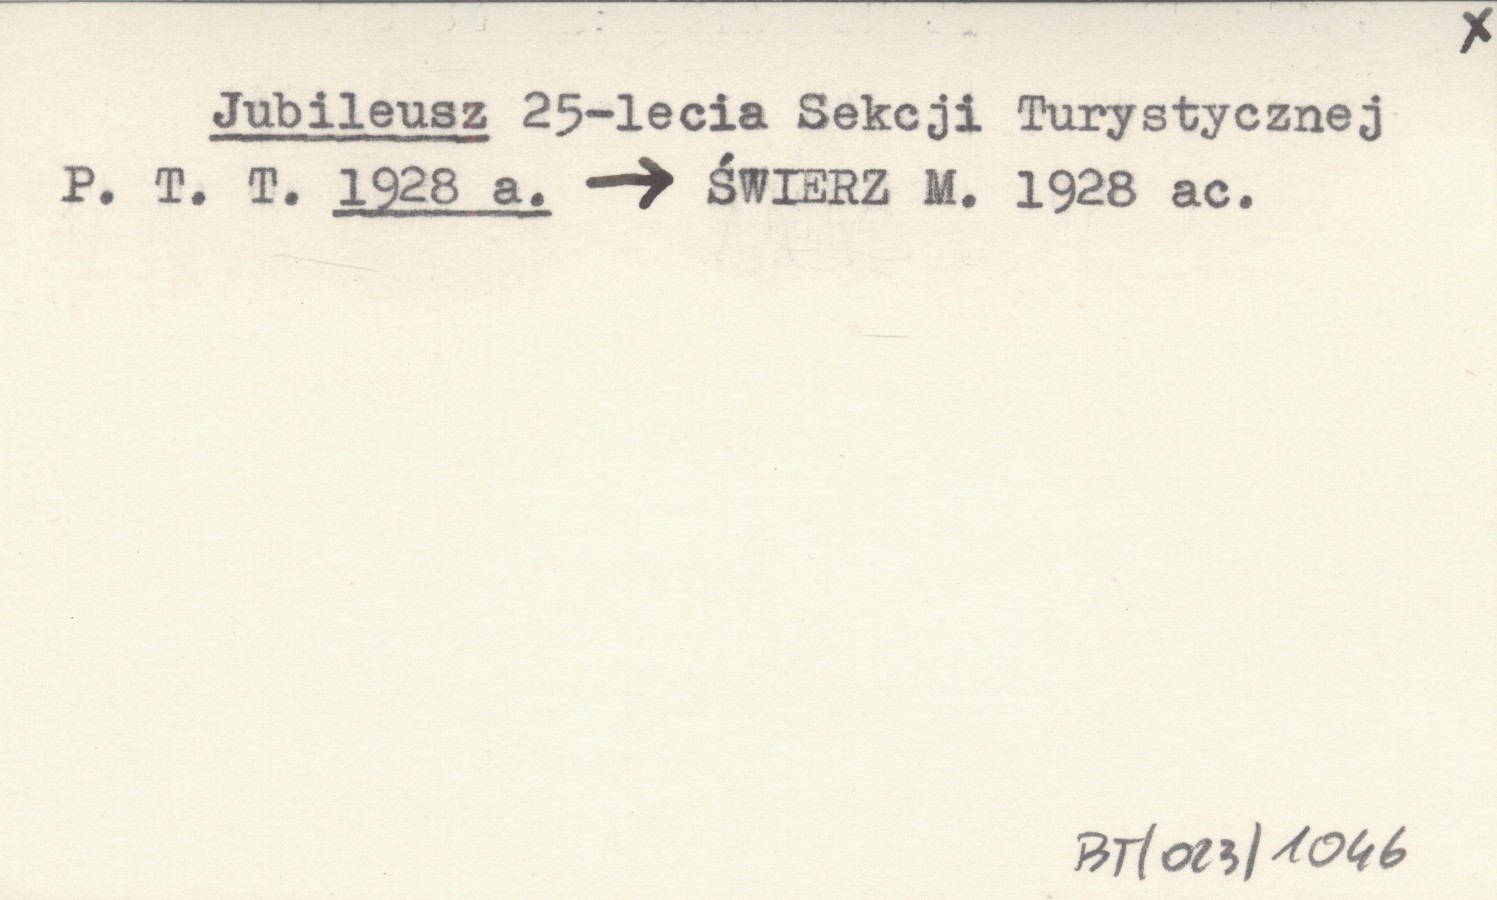 x
Jubileusz 25-lecia Sekcji Turystycznej
P. T. T. 1928 a. → ŚWIERZ M. 1928 ac.
BT/023/1046